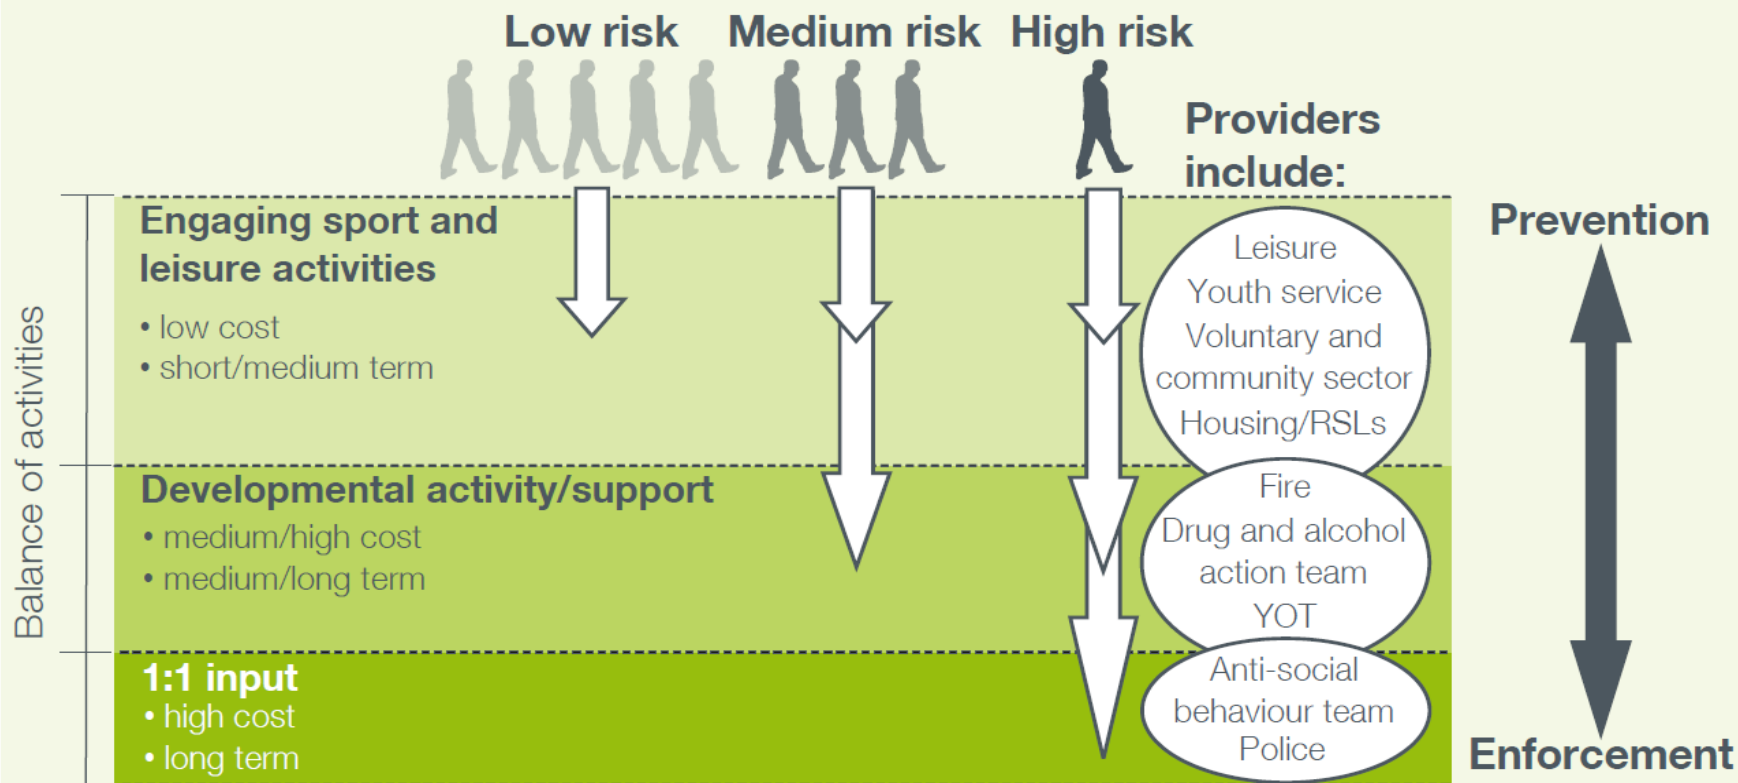 Low risk
Medium risk
High risk
Providers
include:
Balance of activities
Engaging sport and
leisure activities
• low cost
• short/medium term
Leisure
Youth service
Voluntary and
community sector
Housing/RSLs
Prevention
Developmental activity/support
• medium/high cost
• medium/long term
Fire
Drug and alcohol
action team
YOT
1:1 input
• high cost
• long term
Anti-social
behaviour team
Police
Enforcement